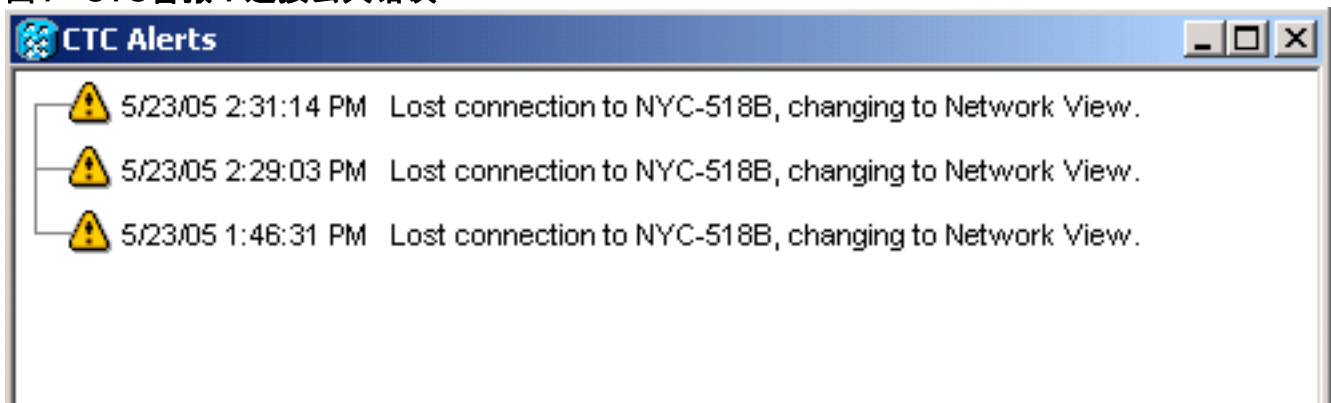 CTC Alerts
5/23/05 2:31:14 PM Lost connection to NYC-518B, changing to Network View.
5/23/05 2:29:03 PM Lost connection to NYC-518B, changing to Network View.
5/23/05 1:46:31 PM Lost connection to NYC-518B, changing to Network View.